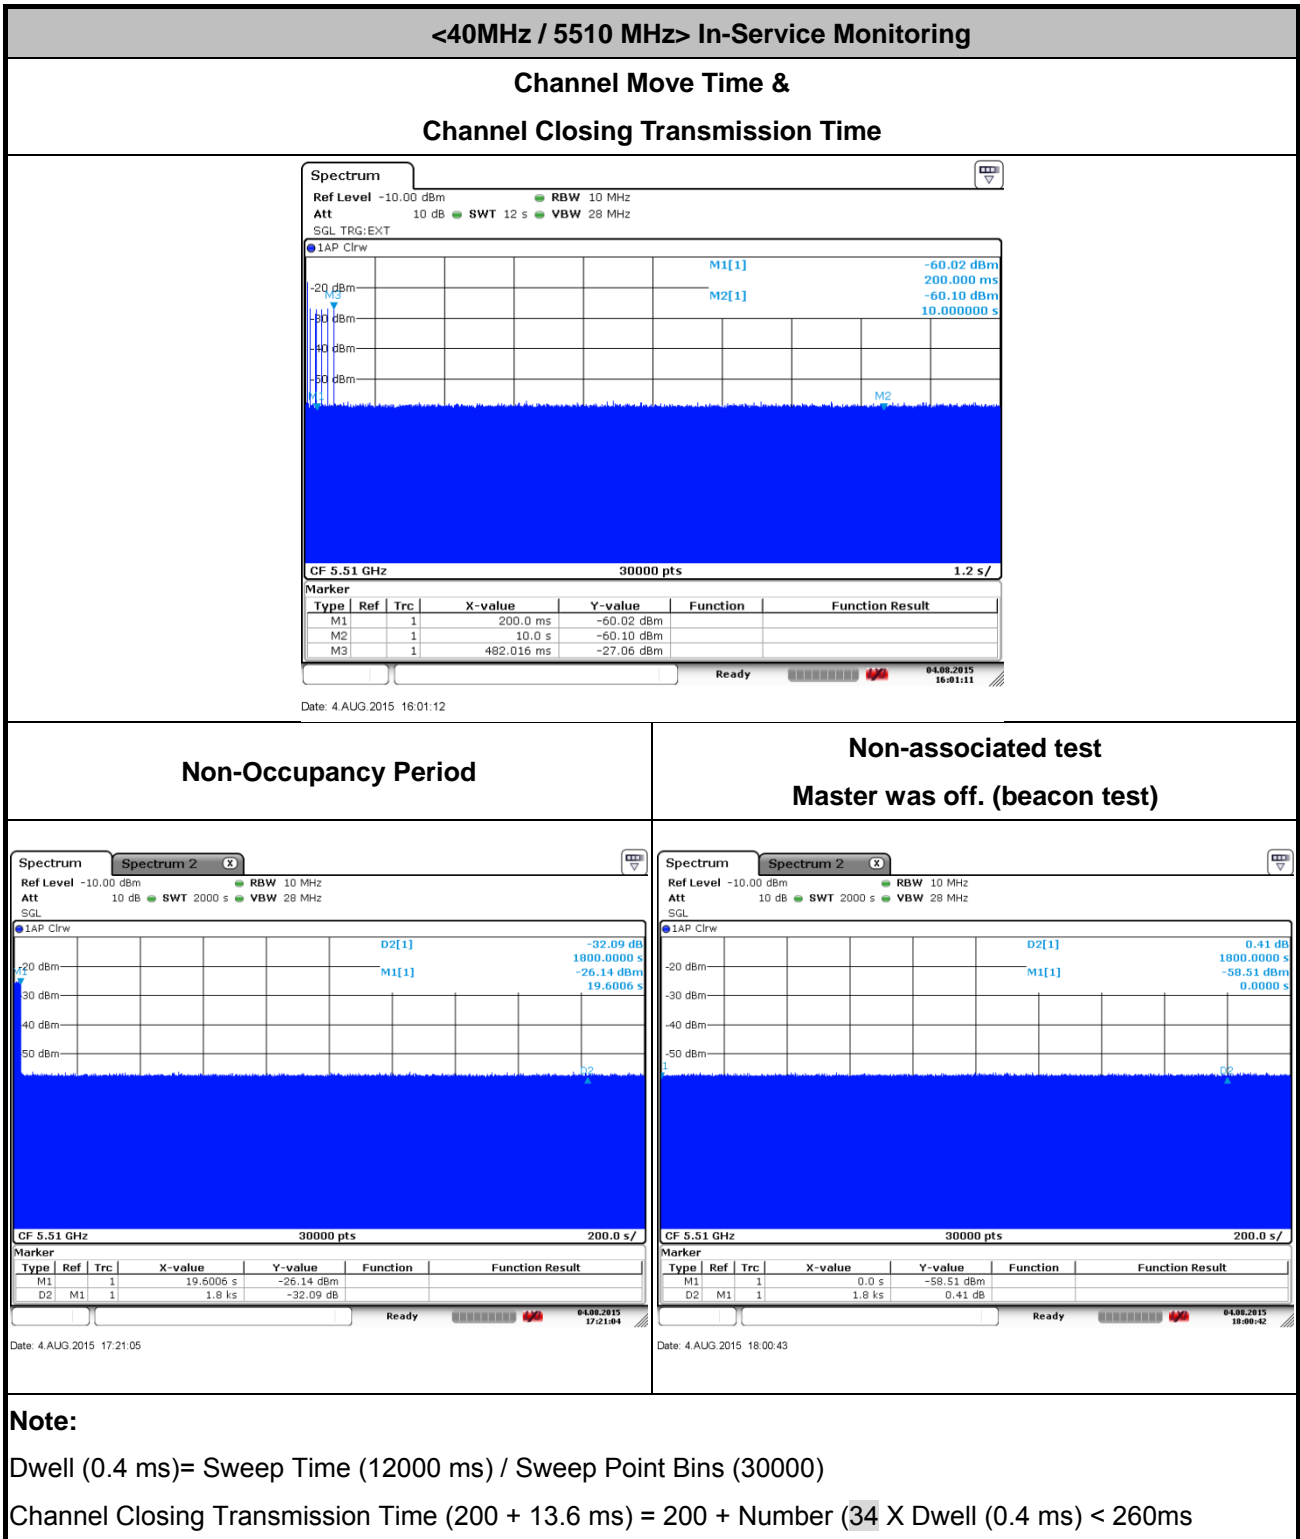 <40MHz / 5510 MHz> In-Service Monitoring
Channel Move Time &
Channel Closing Transmission Time
Spectrum
Ref Level -10.00 dBm RBW 10 MHz
Att 10 dB SWT 12 s VBW 28 MHz
SGL TRG:EXT
1AP Clrw
M1[1] -60.02 dBm
200.000 ms
-20 dBm
M3
M2[1] -60.10 dBm
10.000000 s
-30 dBm
-40 dBm
-50 dBm
M1
M2
CF 5.51 GHz 30000 pts 1.2 s/
Marker
Type Ref Trc X-value Y-value Function Function Result
M1 1 200.0 ms -60.02 dBm
M2 1 10.0 s -60.10 dBm
M3 1 482.016 ms -27.06 dBm
Ready 04.08.2015
16:01:11
Date: 4.AUG.2015 16:01:12
Non-Occupancy Period
Non-associated test
Master was off. (beacon test)
Spectrum Spectrum 2 X
Ref Level -10.00 dBm RBW 10 MHz
Att 10 dB SWT 2000 s VBW 28 MHz
SGL
1AP Clrw
D2[1] -32.09 dB
1800.0000 s
-20 dBm
M1
M1[1] -26.14 dBm
19.6006 s
-30 dBm
-40 dBm
-50 dBm
D2
CF 5.51 GHz 30000 pts 200.0 s/
Marker
Type Ref Trc X-value Y-value Function Function Result
M1 1 19.6006 s -26.14 dBm
D2 M1 1 1.8 ks -32.09 dB
Ready 04.08.2015
17:21:04
Date: 4.AUG.2015 17:21:05
Spectrum Spectrum 2 X
Ref Level -10.00 dBm RBW 10 MHz
Att 10 dB SWT 2000 s VBW 28 MHz
SGL
1AP Clrw
D2[1] 0.41 dB
1800.0000 s
-20 dBm
M1[1] -58.51 dBm
0.0000 s
-30 dBm
-40 dBm
-50 dBm
1
D2
CF 5.51 GHz 30000 pts 200.0 s/
Marker
Type Ref Trc X-value Y-value Function Function Result
M1 1 0.0 s -58.51 dBm
D2 M1 1 1.8 ks 0.41 dB
Ready 04.08.2015
18:00:42
Date: 4.AUG.2015 18:00:43
Note:
Dwell (0.4 ms)= Sweep Time (12000 ms) / Sweep Point Bins (30000)
Channel Closing Transmission Time (200 + 13.6 ms) = 200 + Number (34 X Dwell (0.4 ms) < 260ms